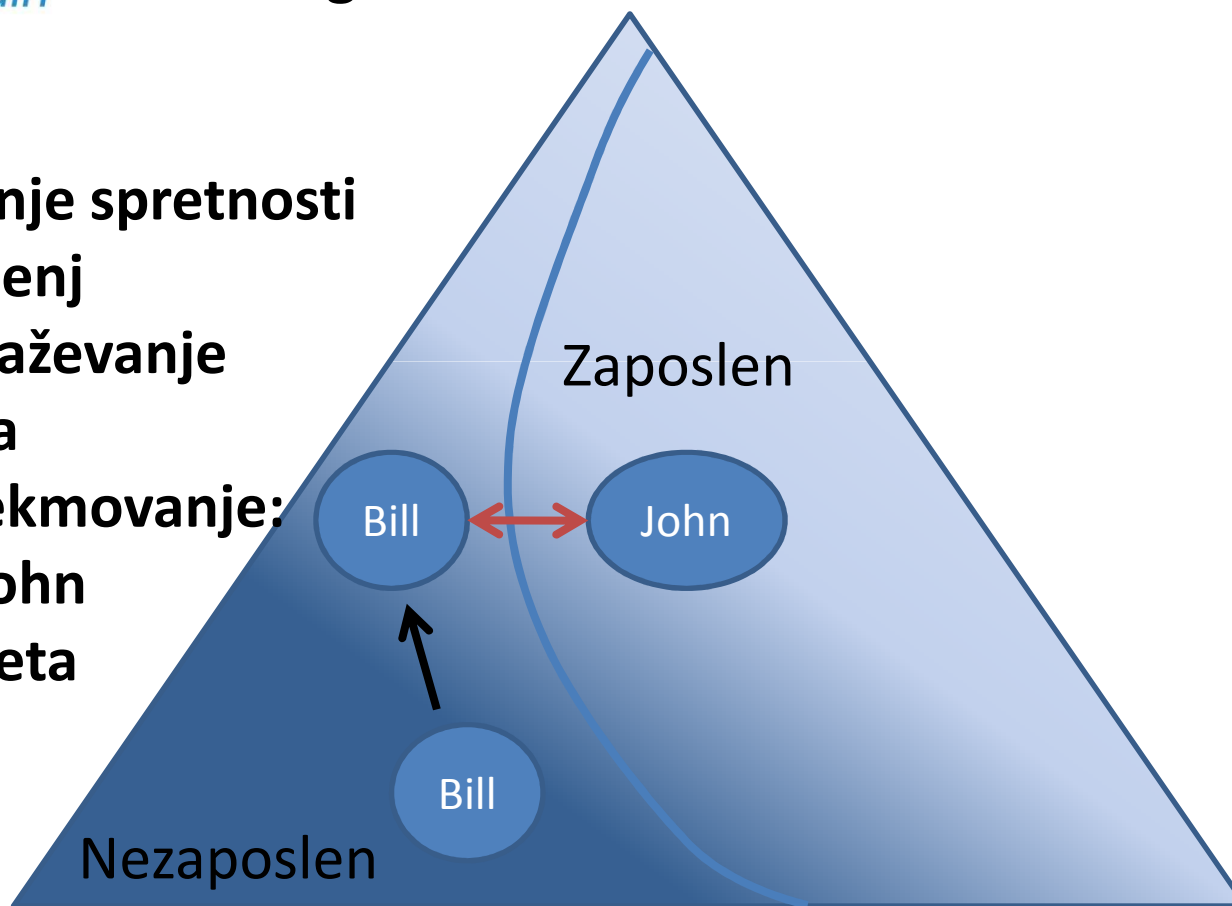 nje spretnosti
enj
aževanje
a
ekmovanje:
ohn
eta
Zaposlen
Bill
John
Bill
Nezaposlen